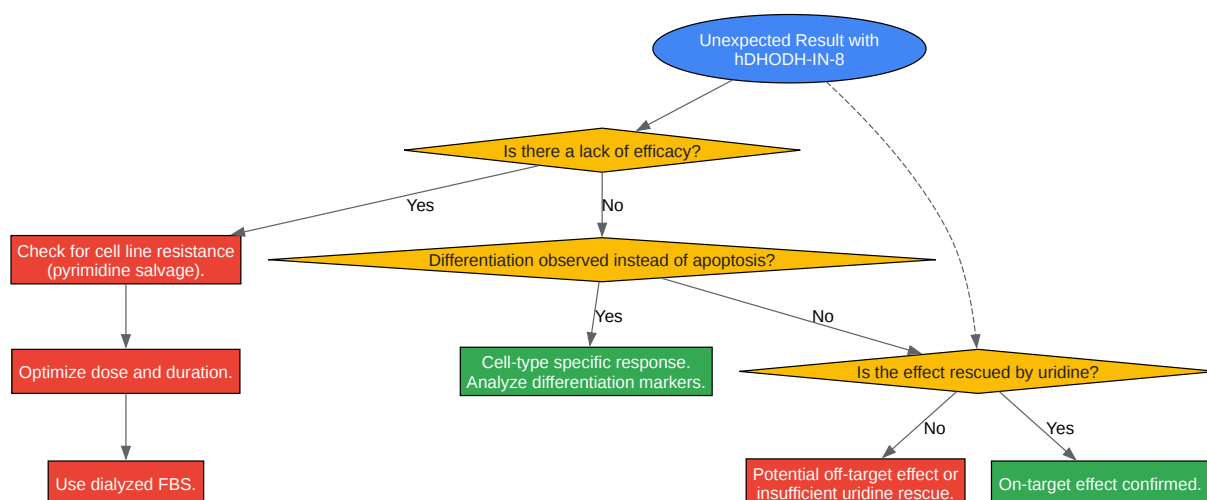 Unexpected Result with
hDHODH-IN-8
Is there a lack of efficacy?
Yes
No
Check for cell line resistance
(pyrimidine salvage).
Differentiation observed instead of apoptosis?
Yes
No
Optimize dose and duration.
Cell-type specific response.
Analyze differentiation markers.
Is the effect rescued by uridine?
No
Yes
Use dialyzed FBS.
Potential off-target effect or
insufficient uridine rescue.
On-target effect confirmed.